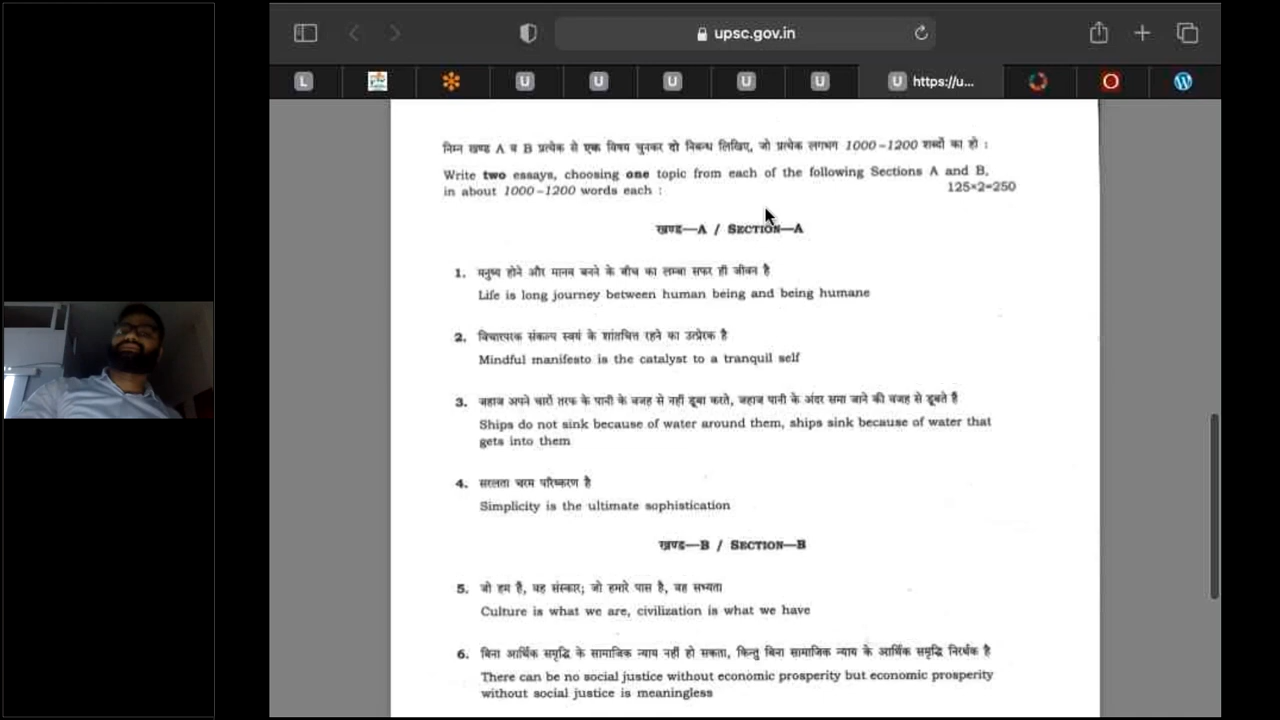 upsc.gov.in
L
U
U
U
U
U
U https://u...
निम्न खण्ड A व B प्रत्येक से एक विषय चुनकर दो निबन्ध लिखिए, जो प्रत्येक लगभग 1000–1200 शब्दों का हो :
Write two essays, choosing one topic from each of the following Sections A and B,
in about 1000–1200 words each :
125×2=250
खण्ड—A / SECTION—A
1. मनुष्य होने और मानव बनने के बीच का लम्बा सफर ही जीवन है
Life is long journey between human being and being humane
2. विचारपरक संकल्प स्वयं के शांतचित्त रहने का उत्प्रेरक है
Mindful manifesto is the catalyst to a tranquil self
3. जहाज अपने चारों तरफ के पानी के वजह से नहीं डूबा करते, जहाज पानी के अंदर समा जाने की वजह से डूबते हैं
Ships do not sink because of water around them, ships sink because of water that
gets into them
4. सरलता चरम परिष्करण है
Simplicity is the ultimate sophistication
खण्ड—B / SECTION—B
5. जो हम हैं, वह संस्कार; जो हमारे पास है, वह सभ्यता
Culture is what we are, civilization is what we have
6. बिना आर्थिक समृद्धि के सामाजिक न्याय नहीं हो सकता, किन्तु बिना सामाजिक न्याय के आर्थिक समृद्धि निरर्थक है
There can be no social justice without economic prosperity but economic prosperity
without social justice is meaningless